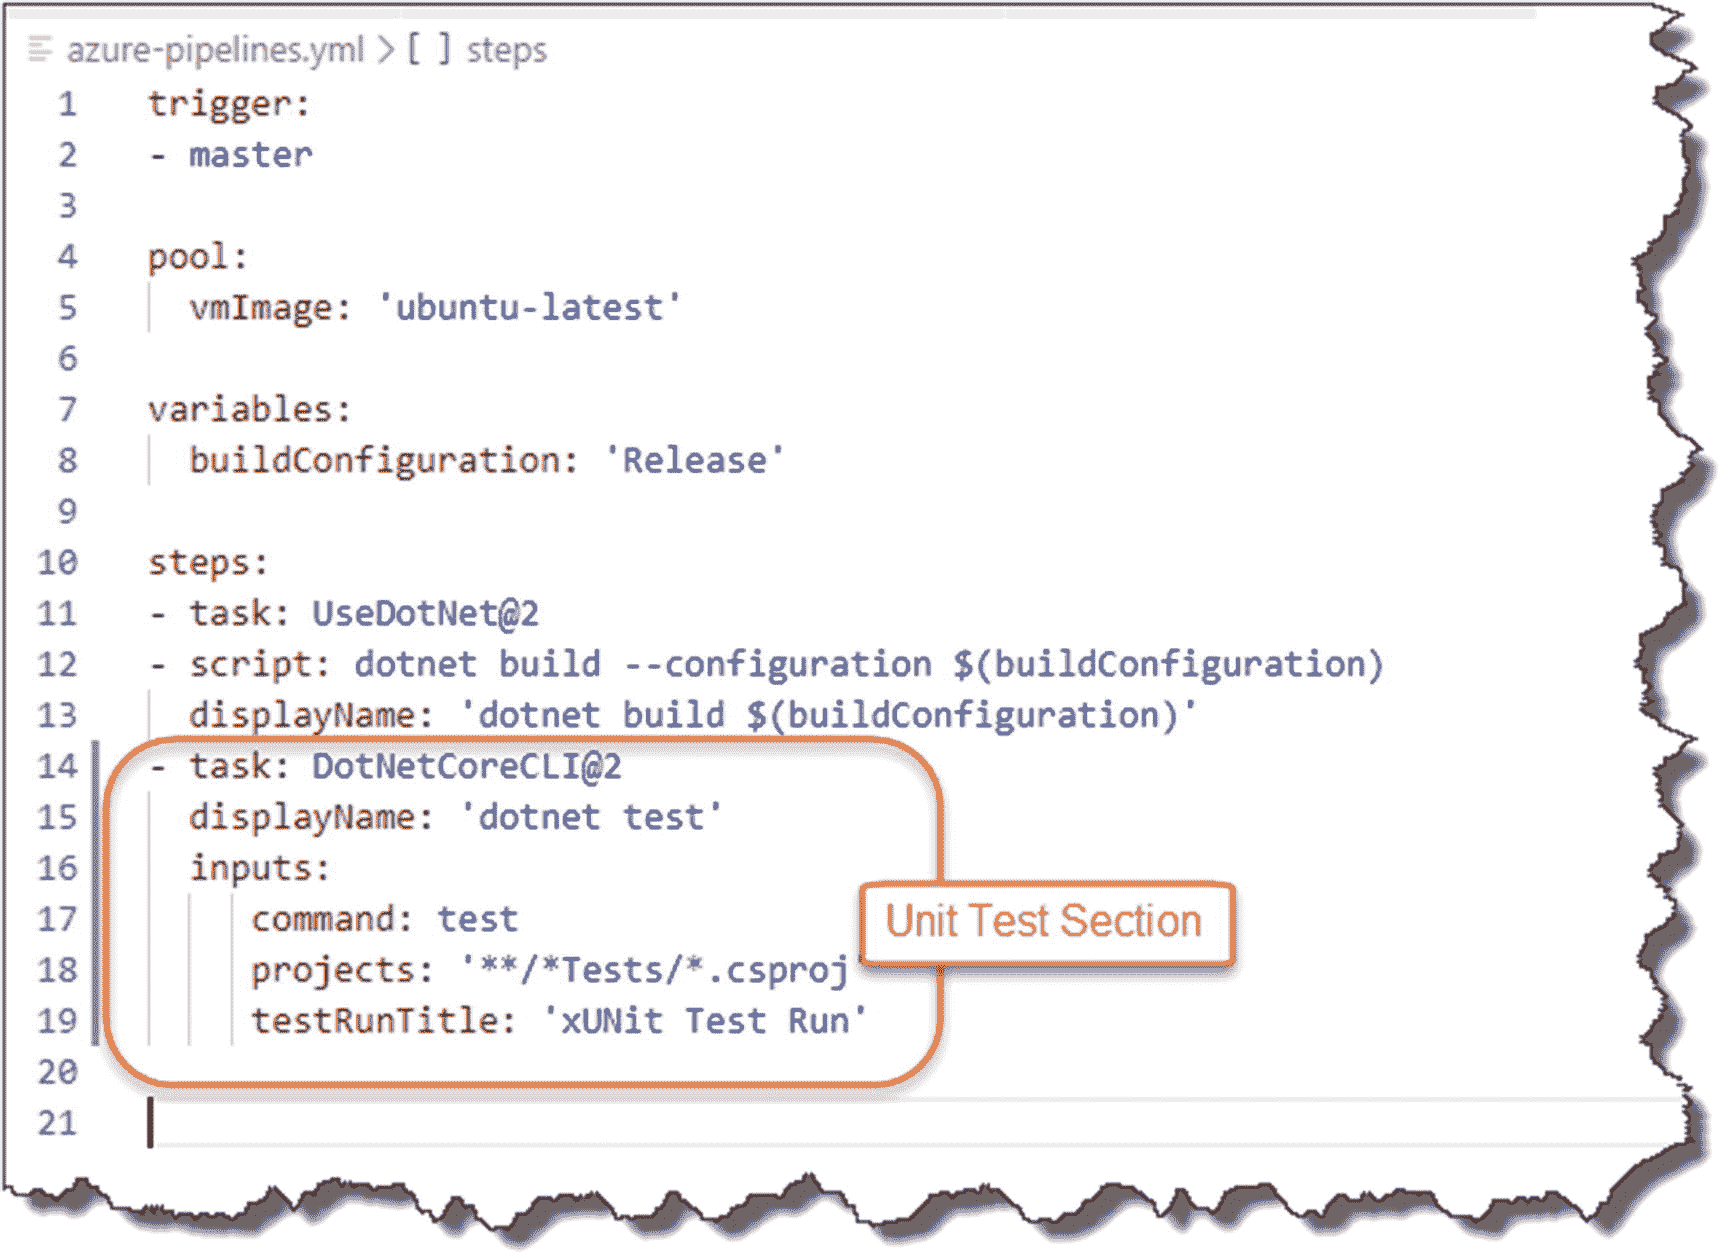 azure-pipelines.yml > [ ] steps
1 trigger:
2 - master
3
4 pool:
5 vmImage: 'ubuntu-latest'
6
7 variables:
8 buildConfiguration: 'Release'
9
10 steps:
11 - task: UseDotNet@2
12 - script: dotnet build --configuration $(buildConfiguration)
13 displayName: 'dotnet build $(buildConfiguration)'
14 - task: DotNetCoreCLI@2
15 displayName: 'dotnet test'
16 inputs:
17 command: test
18 projects: '**/*Tests/*.csproj'
19 testRunTitle: 'xUNit Test Run'
20
21
Unit Test Section